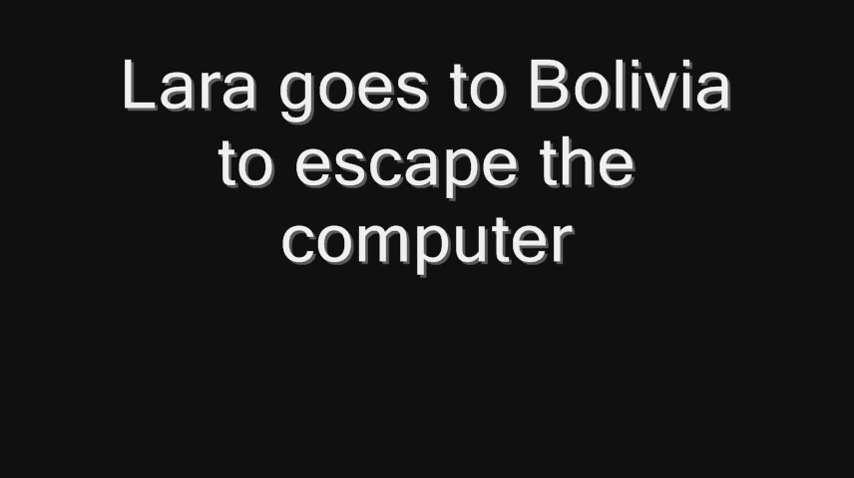 Lara goes to Bolivia
to escape the
computer